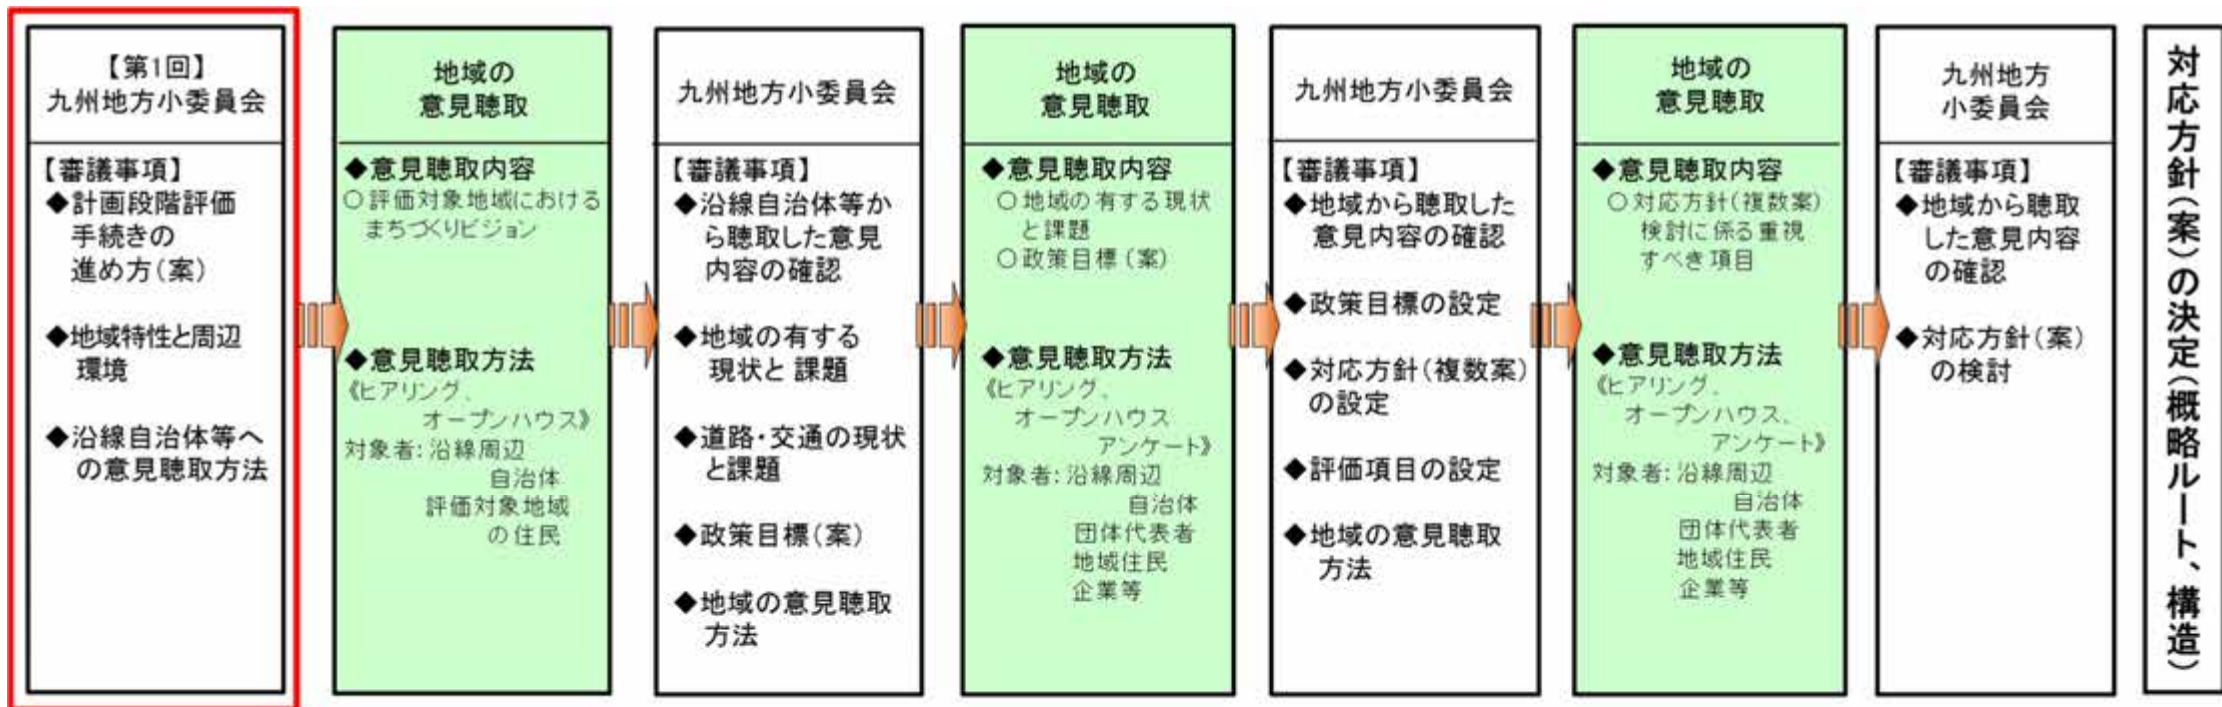 【第1回】
九州地方小委員会
【審議事項】
◆計画段階評価
手続きの
進め方(案)
◆地域特性と周辺
環境
◆沿線自治体等へ
の意見聴取方法
地域の
意見聴取
◆意見聴取内容
○評価対象地域における
まちづくりビジョン
◆意見聴取方法
《ヒアリング、
オープンハウス》
対象者:沿線周辺
自治体
評価対象地域
の住民
九州地方小委員会
【審議事項】
◆沿線自治体等か
ら聴取した意見
内容の確認
◆地域の有する
現状と 課題
◆道路・交通の現状
と課題
◆政策目標(案)
◆地域の意見聴取
方法
地域の
意見聴取
◆意見聴取内容
○地域の有する現状
と課題
○政策目標(案)
◆意見聴取方法
《ヒアリング、
オープンハウス
アンケート》
対象者:沿線周辺
自治体
団体代表者
地域住民
企業等
九州地方小委員会
【審議事項】
◆地域から聴取した
意見内容の確認
◆政策目標の設定
◆対応方針(複数案)
の設定
◆評価項目の設定
◆地域の意見聴取
方法
地域の
意見聴取
◆意見聴取内容
○対応方針(複数案)
検討に係る重視
すべき項目
◆意見聴取方法
《ヒアリング、
オープンハウス、
アンケート》
対象者:沿線周辺
自治体
団体代表者
地域住民
企業等
九州地方
小委員会
【審議事項】
◆地域から聴取
した意見内容
の確認
◆対応方針(案)
の検討
対応方針(案)の決定(概略ルート、構造)